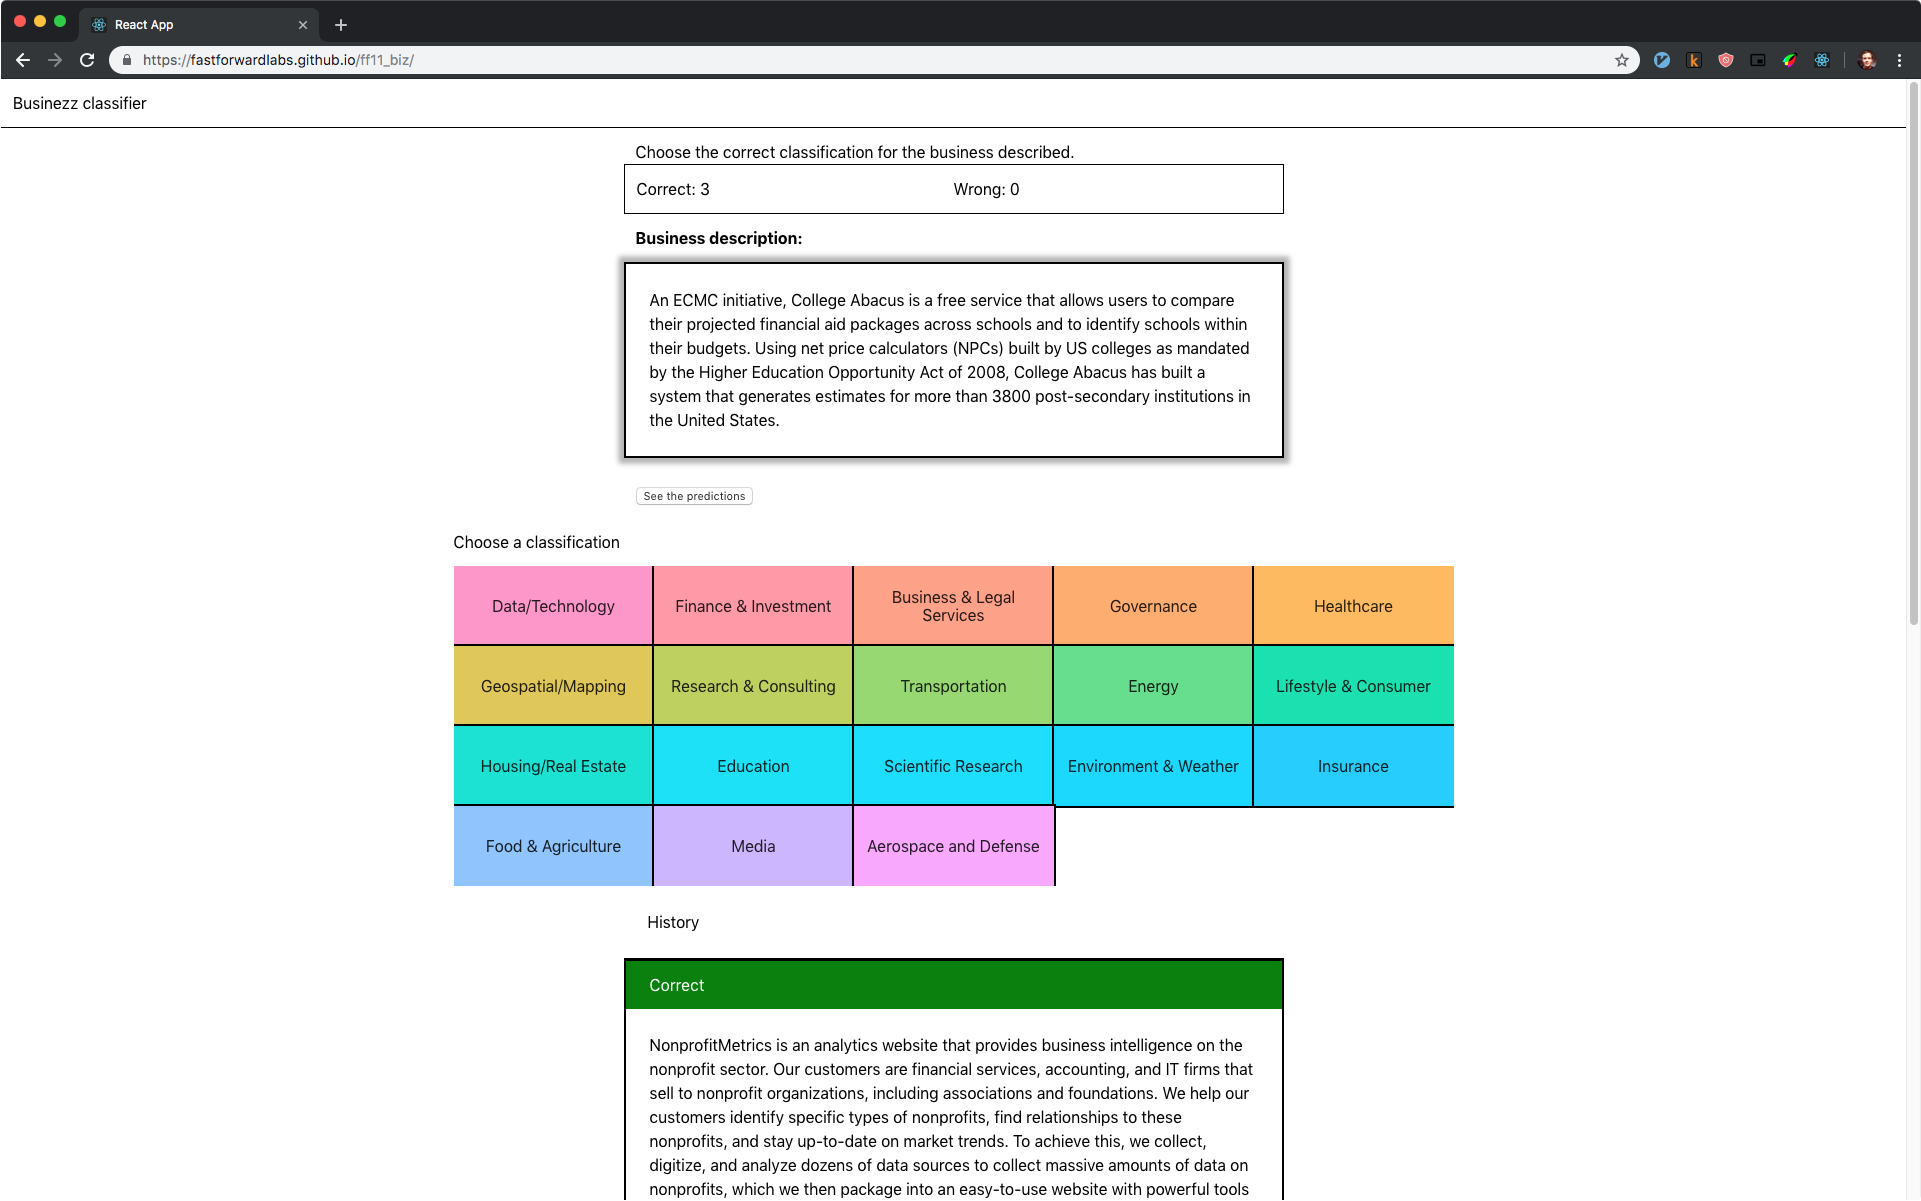 React App
https://fastforwardlabs.github.io/ff11_biz/
k
Businezz classifier
Choose the correct classification for the business described.
Correct: 3 Wrong: 0
Business description:
An ECMC initiative, College Abacus is a free service that allows users to compare
their projected financial aid packages across schools and to identify schools within
their budgets. Using net price calculators (NPCs) built by US colleges as mandated
by the Higher Education Opportunity Act of 2008, College Abacus has built a
system that generates estimates for more than 3800 post-secondary institutions in
the United States.
See the predictions
Choose a classification
Data/Technology
Finance & Investment
Business & Legal
Services
Governance
Healthcare
Geospatial/Mapping
Research & Consulting
Transportation
Energy
Lifestyle & Consumer
Housing/Real Estate
Education
Scientific Research
Environment & Weather
Insurance
Food & Agriculture
Media
Aerospace and Defense
History
Correct
NonprofitMetrics is an analytics website that provides business intelligence on the
nonprofit sector. Our customers are financial services, accounting, and IT firms that
sell to nonprofit organizations, including associations and foundations. We help our
customers identify specific types of nonprofits, find relationships to these
nonprofits, and stay up-to-date on market trends. To achieve this, we collect,
digitize, and analyze dozens of data sources to collect massive amounts of data on
nonprofits, which we then package into an easy-to-use website with powerful tools